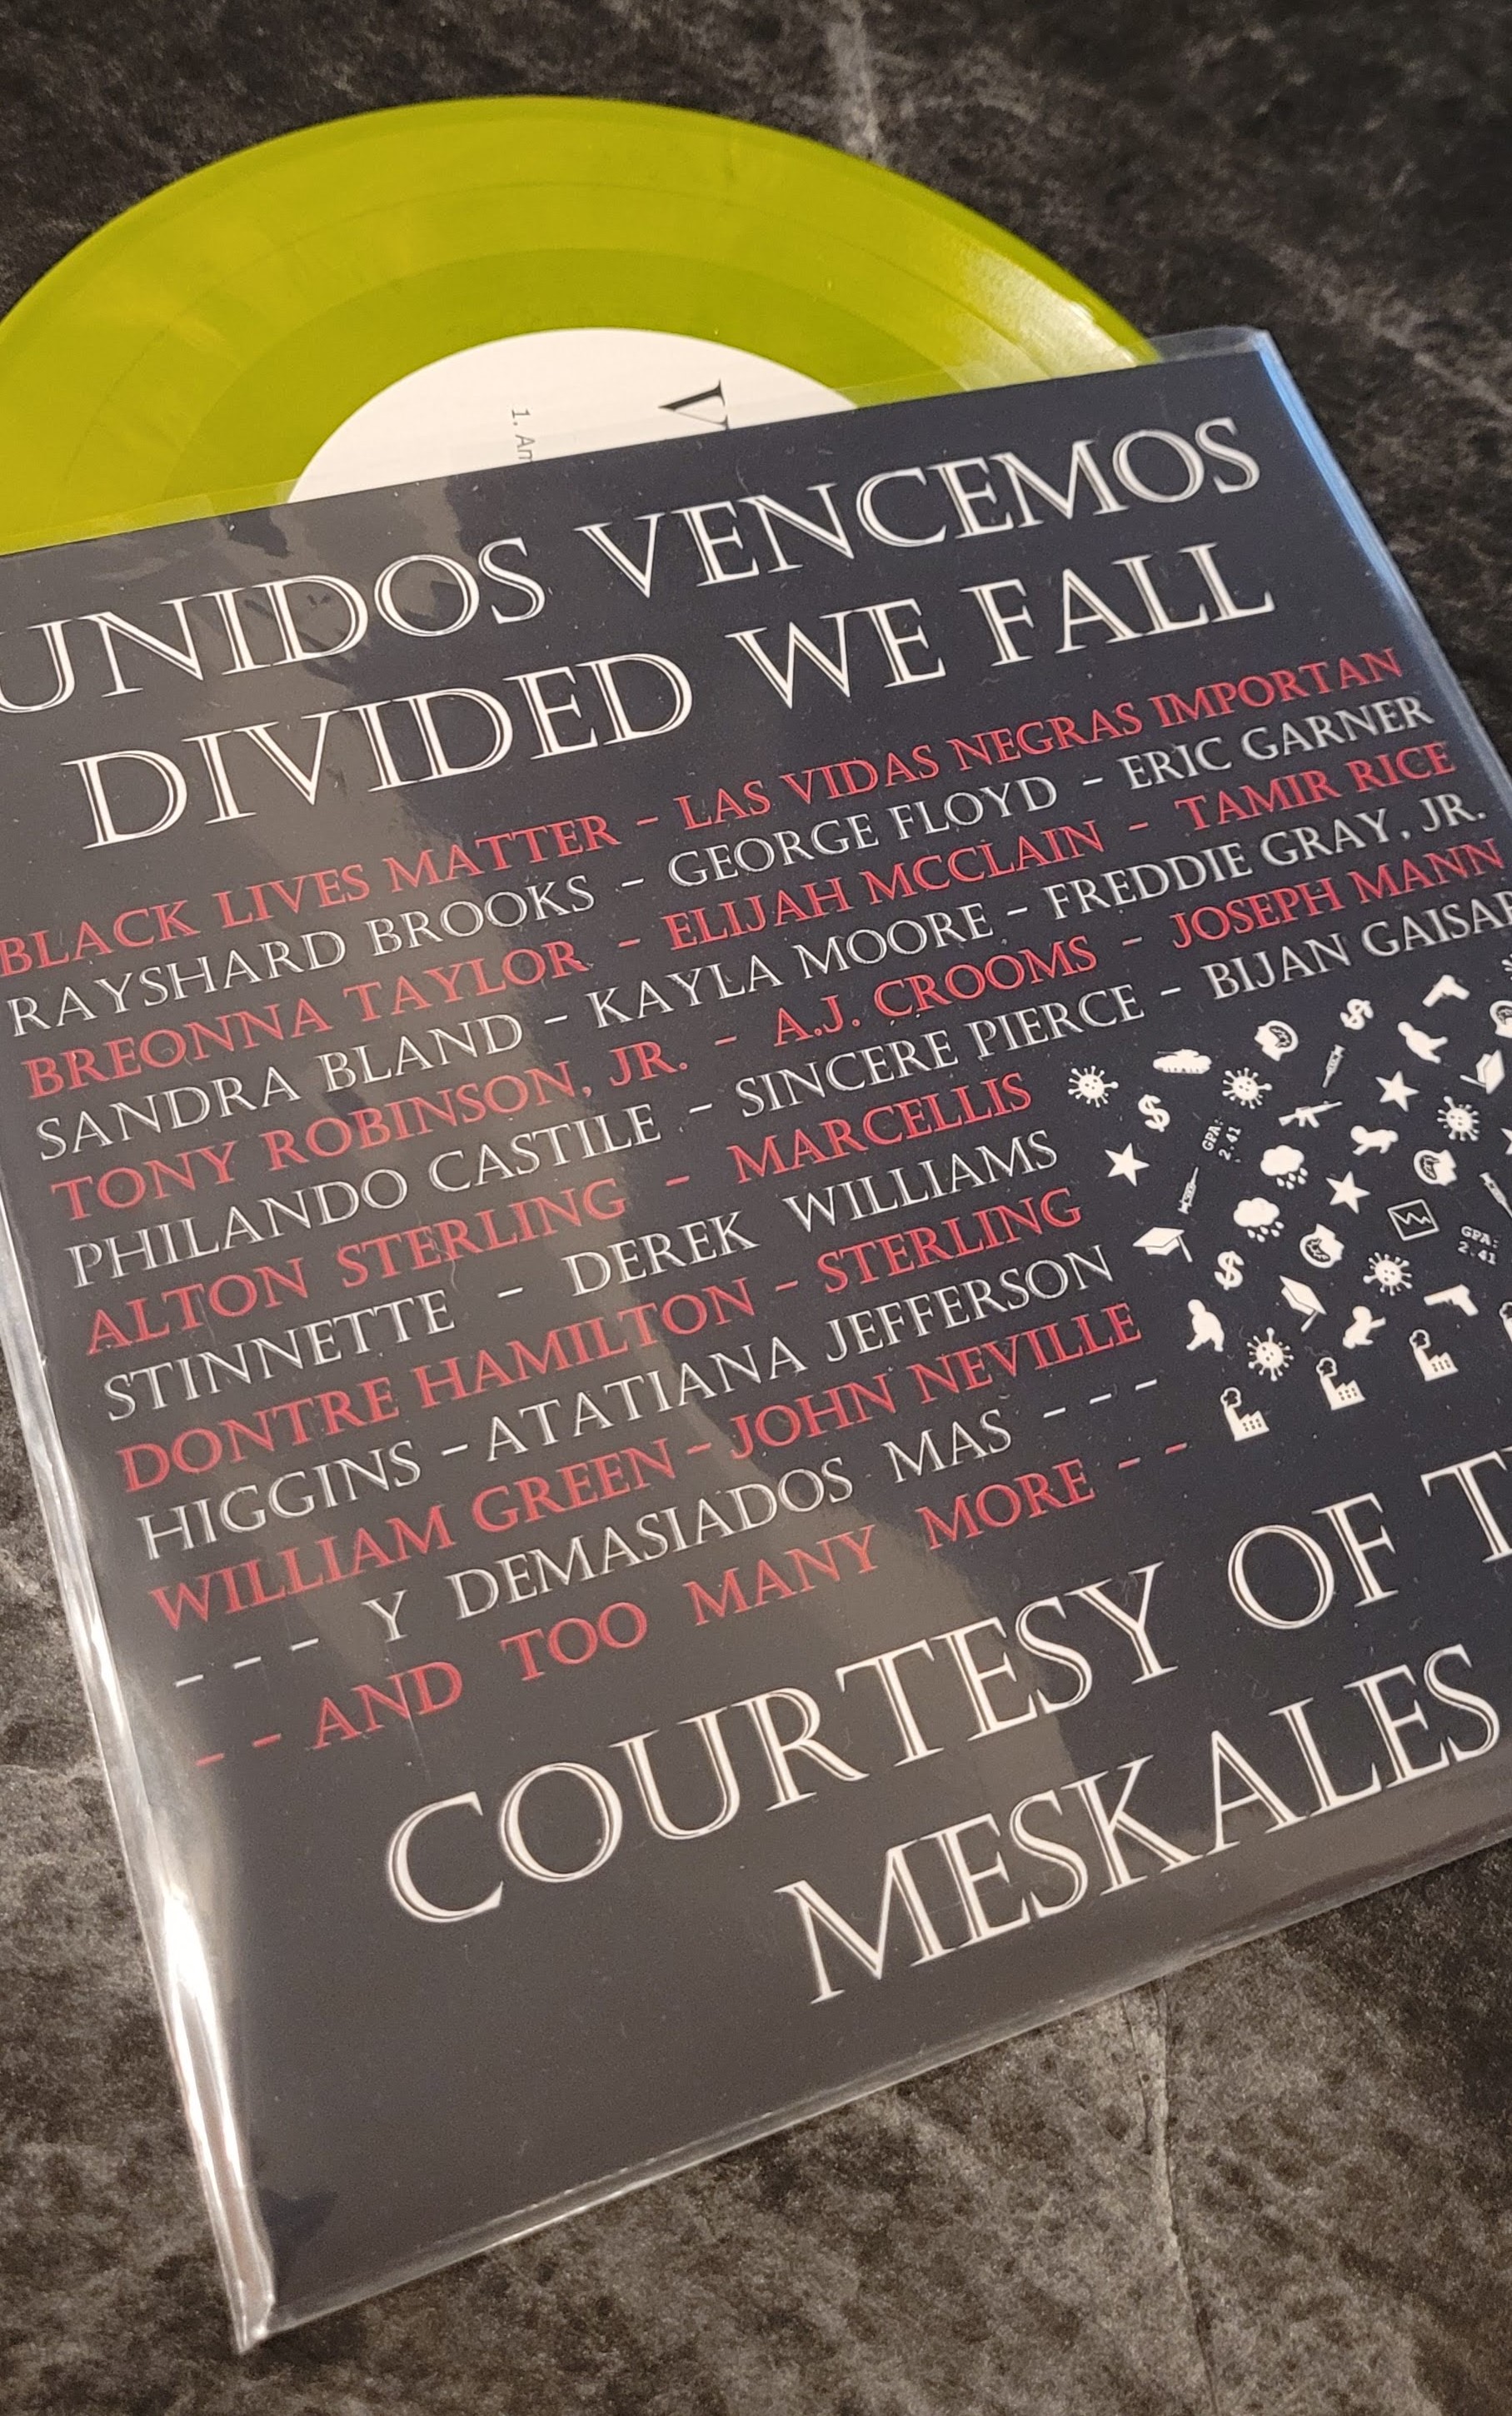 1. Am
UNIDOS VENCEMOS
DIVIDED WE FALL
BLACK LIVES MATTER - LAS VIDAS NEGRAS IMPORTAN
RAYSHARD BROOKS - GEORGE FLOYD - ERIC GARNER
BREONNA TAYLOR - ELIJAH MCCLAIN - TAMIR RICE
SANDRA BLAND - KAYLA MOORE - FREDDIE GRAY, JR.
TONY ROBINSON, JR. - A.J. CROOMS - JOSEPH MANN
PHILANDO CASTILE - SINCERE PIERCE - BIJAN GAISA
ALTON STERLING - MARCELLIS
STINNETTE - DEREK WILLIAMS
DONTRE HAMILTON - STERLING
HIGGINS - ATATIANA JEFFERSON
WILLIAM GREEN - JOHN NEVILLE
- - - Y DEMASIADOS MAS - - -
- - AND TOO MANY MORE - -
GPA:
2.41
GPA:
2.41
COURTESY OF T
MESKALES